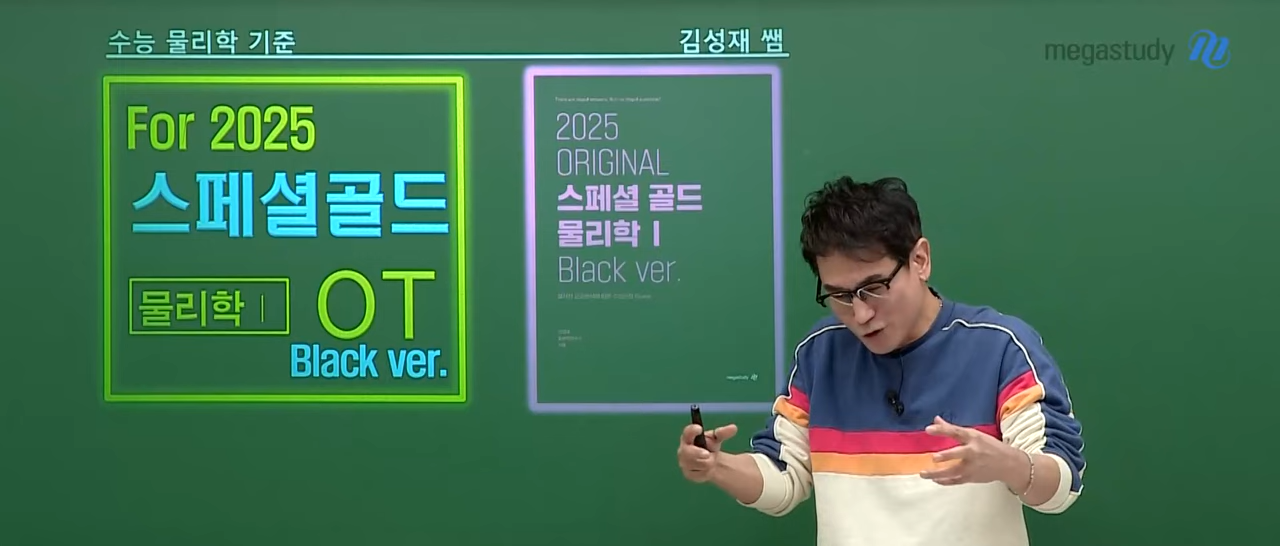 수능 물리학 기준
김성재 쌤
megastudy
For 2025
스페셜골드
물리학 I
OT
Black ver.
2025
ORIGINAL
스페셜 골드
물리학 I
Black ver.
megastudy